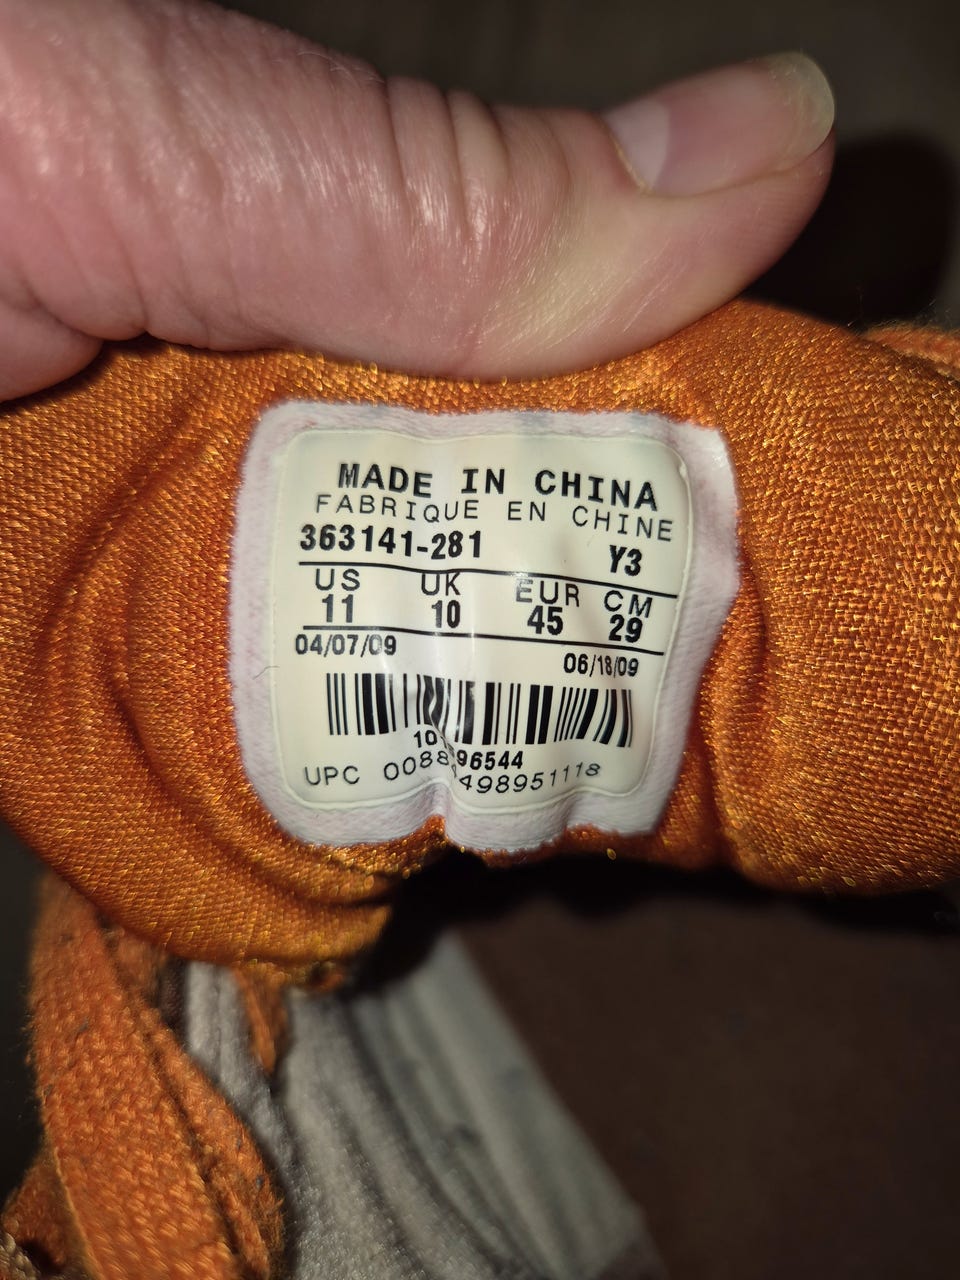 MADE IN CHINA
FABRIQUE EN CHINE
363141-281 Y3
US UK EUR CM
11 10 45 29
04/07/09 06/18/09
UPC